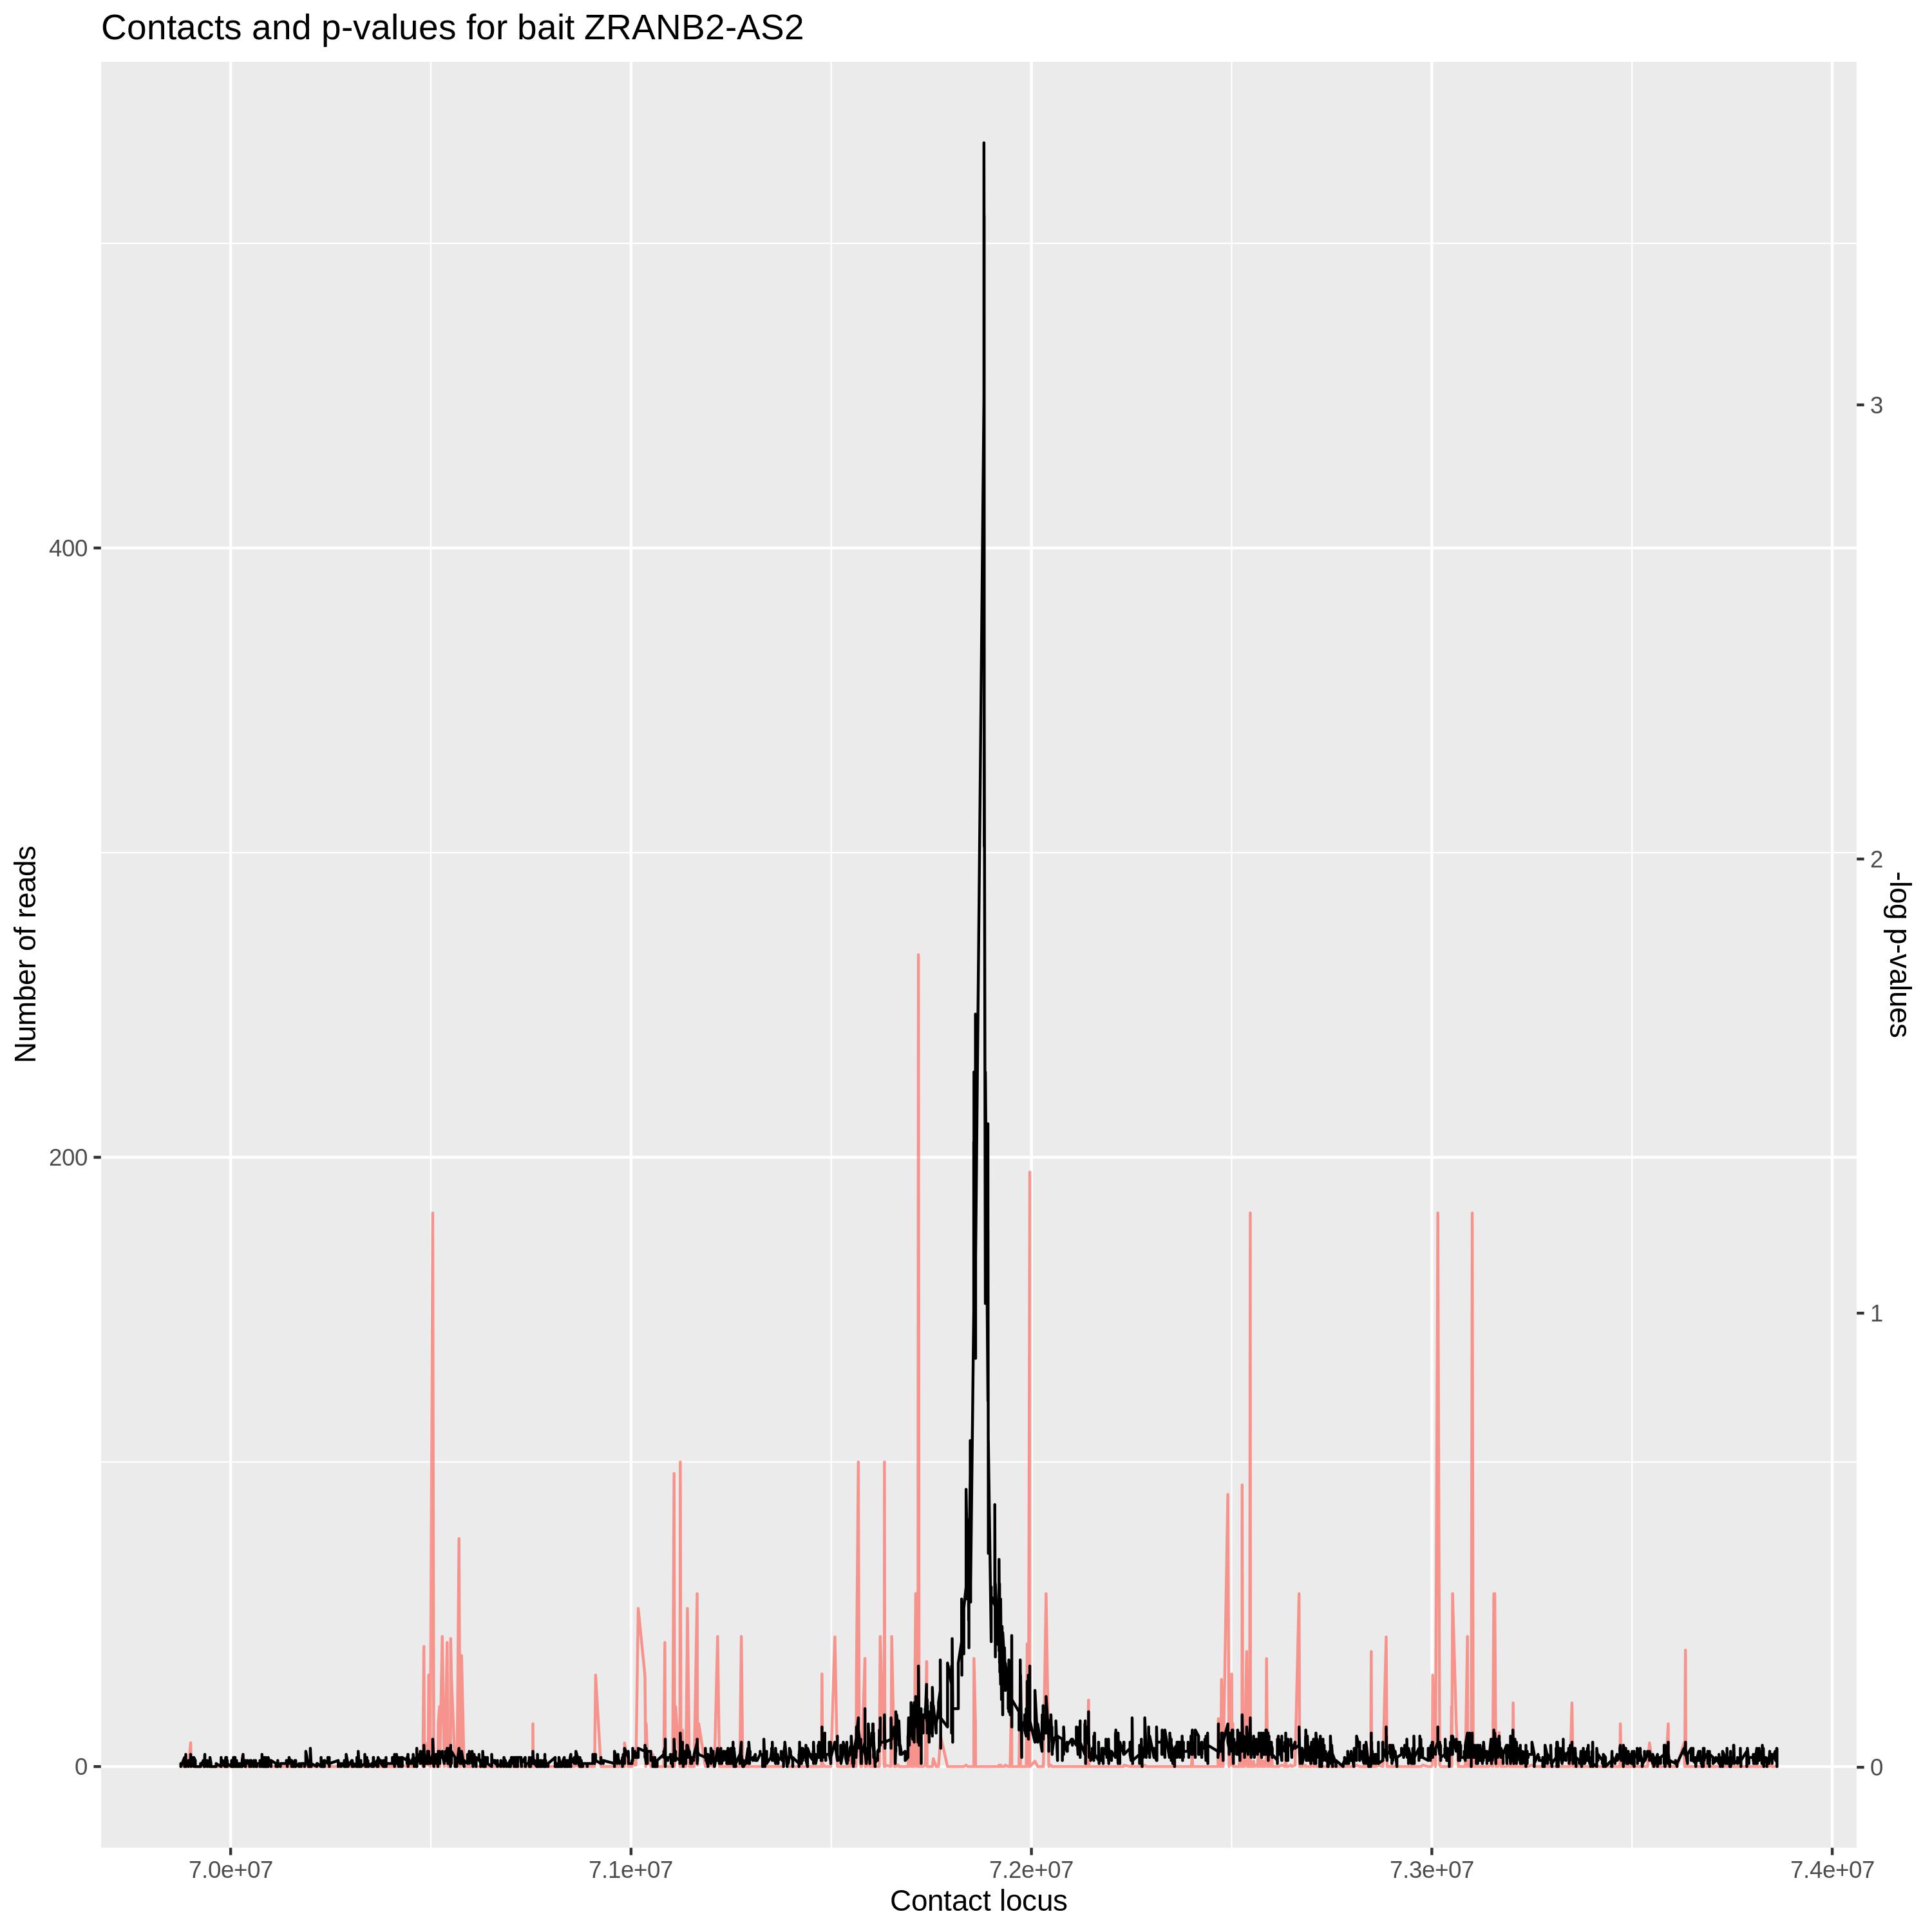 Contacts and p-values for bait ZRANB2-AS2
Number of reads
400
200
0
3
2
1
0
-log p-values
7.0e+07
7.1e+07
7.2e+07
7.3e+07
7.4e+07
Contact locus